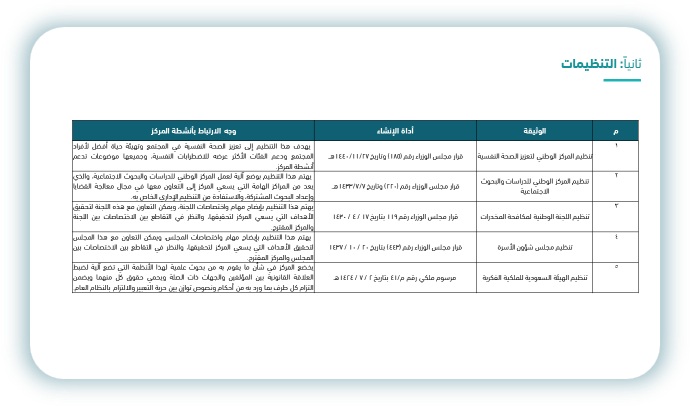 ثانياً: التنظيمات
م
الوثيقة
أداة الإنشاء
وجه الارتباط بأنشطة المركز
١
تنظيم المركز الوطني لتعزيز الصحة النفسية
قرار مجلس الوزراء رقم (١٨٥) وتاريخ ١٤٤٠/١١/٢٧هـ
يهدف هذا التنظيم إلى تعزيز الصحة النفسية في المجتمع وتهيئة حياة أفضل لأفراد
المجتمع ودعم الفئات الأكثر عرضه للاضطرابات النفسية، وجميعها موضوعات تدعم
أنشطة المركز.
٢
تنظيم المركز الوطني للدراسات والبحوث
الاجتماعية
قرار مجلس الوزراء رقم (٢٢٠) وتاريخ ١٤٣٣/٧/٧هـ
يهتم هذا التنظيم بوضع آلية لعمل المركز الوطني للدراسات والبحوث الاجتماعية، والذي
يعد من المراكز الهامة التي يسعى المركز إلى التعاون معها في مجال معالجة القضايا
وإعداد البحوث المشتركة، والاستفادة من التنظيم الإداري الخاص به.
٣
تنظيم اللجنة الوطنية لمكافحة المخدرات
قرار مجلس الوزراء رقم ١١٩ بتاريخ ١٧ / ٤ / ١٤٣٠
يهتم هذا التنظيم بإيضاح مهام واختصاصات اللجنة، ويمكن التعاون مع هذه اللجنة لتحقيق
الأهداف التي يسعى المركز لتحقيقها، والنظر في التقاطع بين الاختصاصات بين اللجنة
والمركز المقترح.
٤
تنظيم مجلس شؤون الأسرة
قرار مجلس الوزراء رقم ٤٤٣أ بتاريخ ٢٠ / ١٠ / ١٤٣٧
يهتم هذا التنظيم بإيضاح مهام واختصاصات المجلس، ويمكن التعاون مع هذا المجلس
لتحقيق الأهداف التي يسعى المركز لتحقيقها، والنظر في التقاطع بين الاختصاصات بين
المجلس والمركز المقترح.
٥
تنظيم الهيئة السعودية للملكية الفكرية
مرسوم ملكي رقم م/٤١ بتاريخ ٢ / ٧ / ١٤٢٤هـ
يخضع المركز في شأن ما يقوم به من بحوث علمية لهذا الأنظمة التي تضع آلية لضبط
العلاقة القانونية بين المؤلفين والجهات ذات الصلة ويحمي حقوق كل منهما ويضمن
التزام كل طرف بما ورد به من أحكام ونصوص توازن بين حرية التعبير والالتزام بالنظام العام.